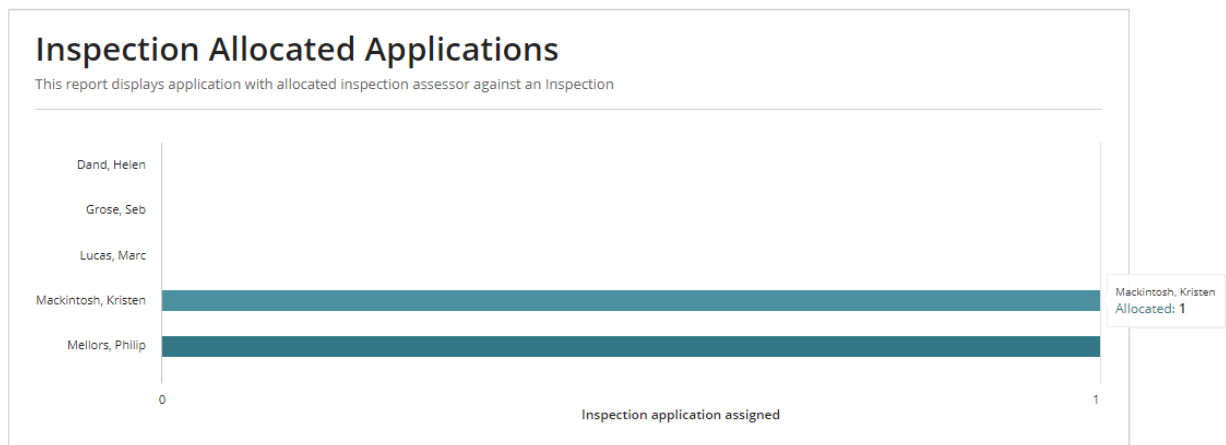 Inspection Allocated Applications
This report displays application with allocated inspection assessor against an Inspection
Dand, Helen
Grose, Seb
Lucas, Marc
Mackintosh, Kristen
Mackintosh, Kristen
Allocated: 1
Mellors, Philip
0
1
Inspection application assigned